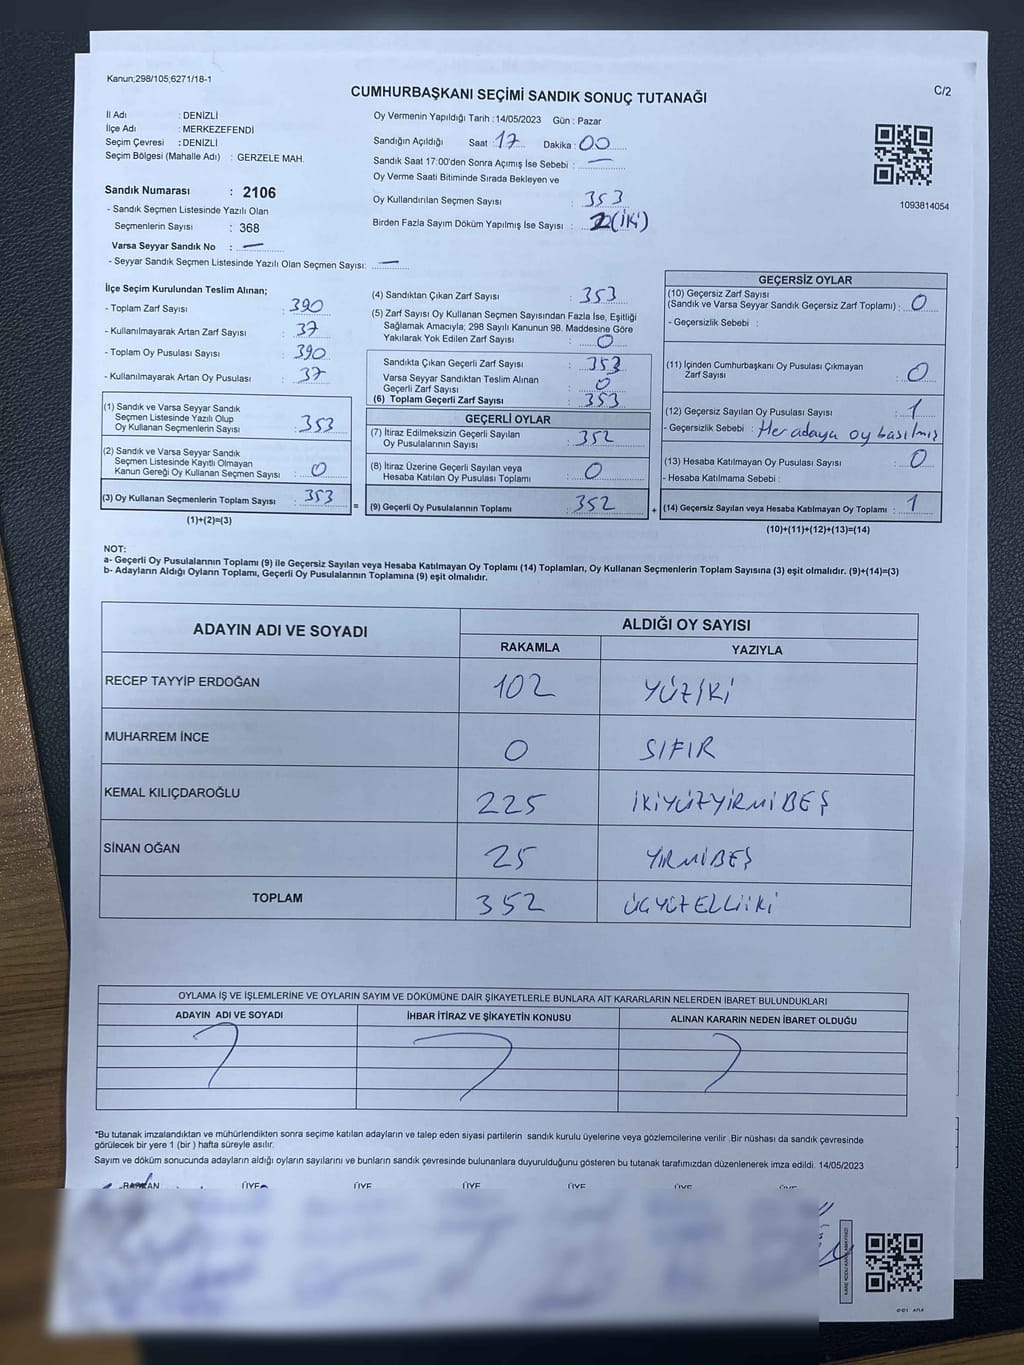 Kanun;298/105;6271/18-1
CUMHURBAŞKANI SEÇİMİ SANDIK SONUÇ TUTANAĞI
C/2
İl Adı : DENİZLİ
İlçe Adı : MERKEZEFENDİ
Seçim Çevresi : DENİZLİ
Seçim Bölgesi (Mahalle Adı) : GERZELE MAH.
Sandık Numarası : 2106
- Sandık Seçmen Listesinde Yazılı Olan
Seçmenlerin Sayısı : 368
Varsa Seyyar Sandık No : —
- Seyyar Sandık Seçmen Listesinde Yazılı Olan Seçmen Sayısı: —
Oy Vermenin Yapıldığı Tarih : 14/05/2023 Gün : Pazar
Sandığın Açıldığı Saat : 17 Dakika : 00
Sandık Saat 17:00'den Sonra Açımış İse Sebebi : —
Oy Verme Saati Bitiminde Sırada Bekleyen ve
Oy Kullandırılan Seçmen Sayısı : 353
Birden Fazla Sayım Döküm Yapılmış İse Sayısı : 2 (İKİ)
1093814054
İlçe Seçim Kurulundan Teslim Alınan;
- Toplam Zarf Sayısı : 390
- Kullanılmayarak Artan Zarf Sayısı : 37
- Toplam Oy Pusulası Sayısı : 390
- Kullanılmayarak Artan Oy Pusulası : 37
(1) Sandık ve Varsa Seyyar Sandık
Seçmen Listesinde Yazılı Olup
Oy Kullanan Seçmenlerin Sayısı : 353
(2) Sandık ve Varsa Seyyar Sandık
Seçmen Listesinde Kayıtlı Olmayan
Kanun Gereği Oy Kullanan Seçmen Sayısı : 0
(3) Oy Kullanan Seçmenlerin Toplam Sayısı : 353
(1)+(2)=(3)
(4) Sandıktan Çıkan Zarf Sayısı : 353
(5) Zarf Sayısı Oy Kullanan Seçmen Sayısından Fazla İse, Eşitliği
Sağlamak Amacıyla; 298 Sayılı Kanunun 98. Maddesine Göre
Yakılarak Yok Edilen Zarf Sayısı : 0
Sandıkta Çıkan Geçerli Zarf Sayısı : 353
Varsa Seyyar Sandıktan Teslim Alınan
Geçerli Zarf Sayısı : 0
(6) Toplam Geçerli Zarf Sayısı : 353
GEÇERLİ OYLAR
(7) İtiraz Edilmeksizin Geçerli Sayılan
Oy Pusulalarının Sayısı : 352
(8) İtiraz Üzerine Geçerli Sayılan veya
Hesaba Katılan Oy Pusulası Toplamı : 0
=
(9) Geçerli Oy Pusulalarının Toplamı : 352
+
GEÇERSİZ OYLAR
(10) Geçersiz Zarf Sayısı
(Sandık ve Varsa Seyyar Sandık Geçersiz Zarf Toplamı) : 0
- Geçersizlik Sebebi :
(11) İçinden Cumhurbaşkanı Oy Pusulası Çıkmayan
Zarf Sayısı : 0
(12) Geçersiz Sayılan Oy Pusulası Sayısı : 1
- Geçersizlik Sebebi : Her adaya oy basılmış
(13) Hesaba Katılmayan Oy Pusulası Sayısı : 0
- Hesaba Katılmama Sebebi :
(14) Geçersiz Sayılan veya Hesaba Katılmayan Oy Toplamı : 1
(10)+(11)+(12)+(13)=(14)
NOT:
a- Geçerli Oy Pusulalarının Toplamı (9) ile Geçersiz Sayılan veya Hesaba Katılmayan Oy Toplamı (14) Toplamları, Oy Kullanan Seçmenlerin Toplam Sayısına (3) eşit olmalıdır. (9)+(14)=(3)
b- Adayların Aldığı Oyların Toplamı, Geçerli Oy Pusulalarının Toplamına (9) eşit olmalıdır.
ADAYIN ADI VE SOYADI ALDIĞI OY SAYISI
RAKAMLA YAZIYLA
RECEP TAYYİP ERDOĞAN 102 YÜZİKİ
MUHARREM İNCE 0 SIFIR
KEMAL KILIÇDAROĞLU 225 İKİYÜZYİRMİBEŞ
SİNAN OĞAN 25 YİRMİBEŞ
TOPLAM 352 ÜÇYÜZELLİİKİ
OYLAMA İŞ VE İŞLEMLERİNE VE OYLARIN SAYIM VE DÖKÜMÜNE DAİR ŞİKAYETLERLE BUNLARA AİT KARARLARIN NELERDEN İBARET BULUNDUKLARI
ADAYIN ADI VE SOYADI İHBAR İTİRAZ VE ŞİKAYETİN KONUSU ALINAN KARARIN NEDEN İBARET OLDUĞU
*Bu tutanak imzalandıktan ve mühürlendikten sonra seçime katılan adayların ve talep eden siyasi partilerin sandık kurulu üyelerine veya gözlemcilerine verilir .Bir nüshası da sandık çevresinde
görülecek bir yere 1 (bir ) hafta süreyle asılır.
Sayım ve döküm sonucunda adayların aldığı oyların sayılarını ve bunların sandık çevresinde bulunanlara duyurulduğunu gösteren bu tutanak tarafımızdan düzenlenerek imza edildi. 14/05/2023
BAŞKAN ÜYE ÜYE ÜYE ÜYE ÜYE ÜYE